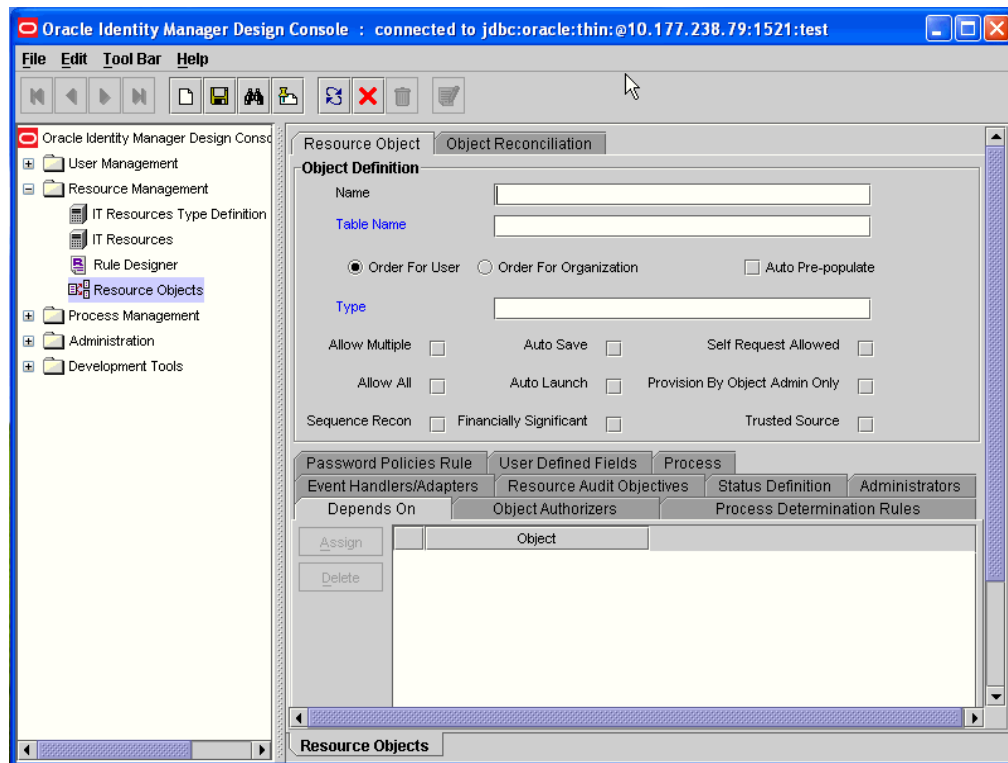 Oracle Identity Manager Design Console : connected to jdbc:oracle:thin:@10.177.238.79:1521:test
File Edit Tool Bar Help
Oracle Identity Manager Design Consc
User Management
Resource Management
IT Resources Type Definition
IT Resources
Rule Designer
Resource Objects
Process Management
Administration
Development Tools
Resource Object Object Reconciliation
Object Definition
Name
Table Name
Order For User Order For Organization Auto Pre-populate
Type
Allow Multiple Auto Save Self Request Allowed
Allow All Auto Launch Provision By Object Admin Only
Sequence Recon Financially Significant Trusted Source
Password Policies Rule User Defined Fields Process
Event Handlers/Adapters Resource Audit Objectives Status Definition Administrators
Depends On Object Authorizers Process Determination Rules
Assign Object
Delete
Resource Objects